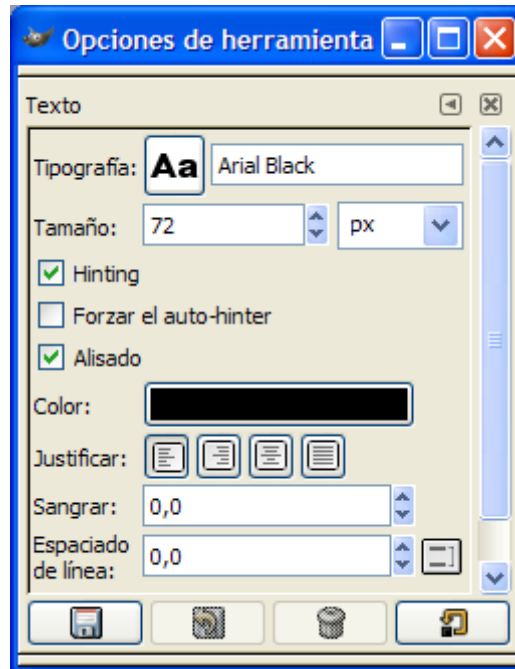 Opciones de herramienta
Texto
Tipografía: Aa Arial Black
Tamaño: 72 px
Hinting
Forzar el auto-hinter
Alisado
Color:
Justificar:
Sangrar: 0,0
Espaciado
de línea: 0,0